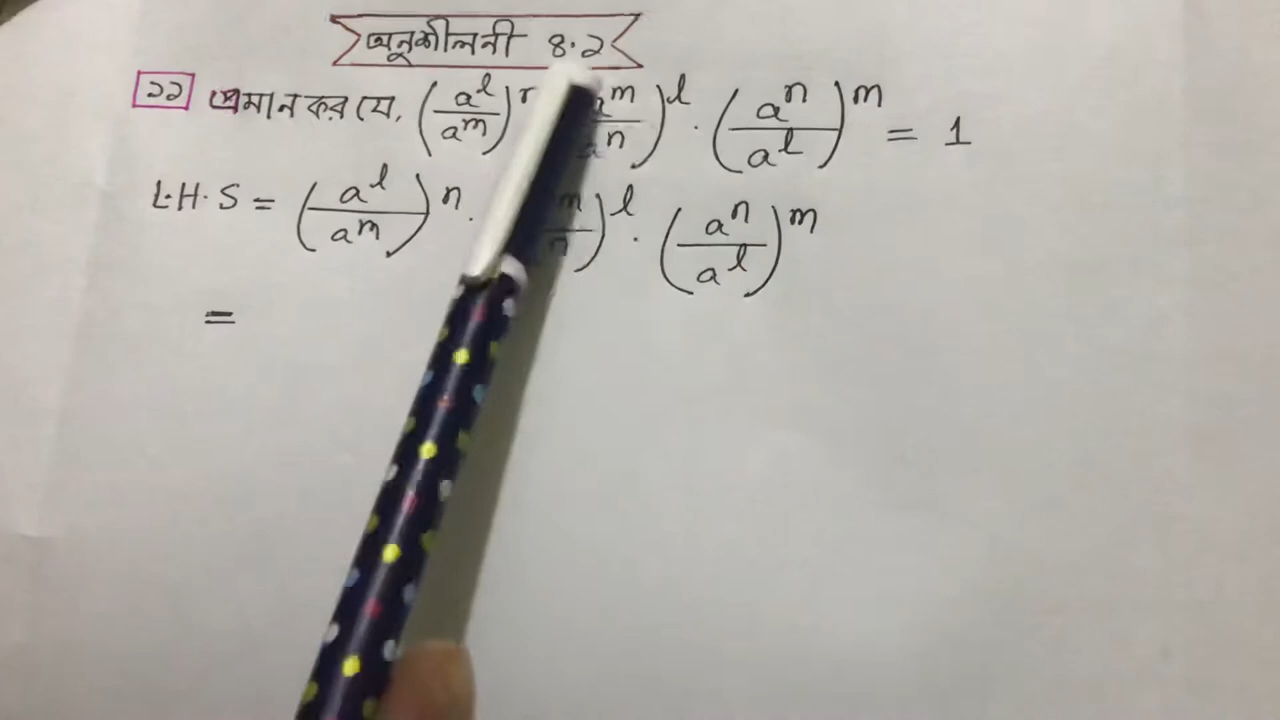 অনুশীলনী ৪.২
১১ প্রমান কর যে, (a^l/a^m)^n (a^m/a^n)^l . (a^n/a^l)^m = 1
L.H.S = (a^l/a^m)^n . ( m/n)^l . (a^n/a^l)^m
=